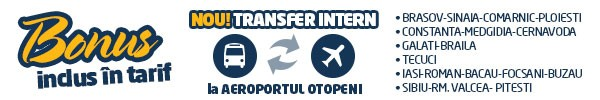 Bonus
inclus în tarif
NOU! TRANSFER INTERN
la AEROPORTUL OTOPENI
• BRASOV-SINAIA-COMARNIC-PLOIESTI
• CONSTANTA-MEDGIDIA-CERNAVODA
• GALATI-BRAILA
• TECUCI
• IASI-ROMAN-BACAU-FOCSANI-BUZAU
• SIBIU-RM. VALCEA- PITESTI